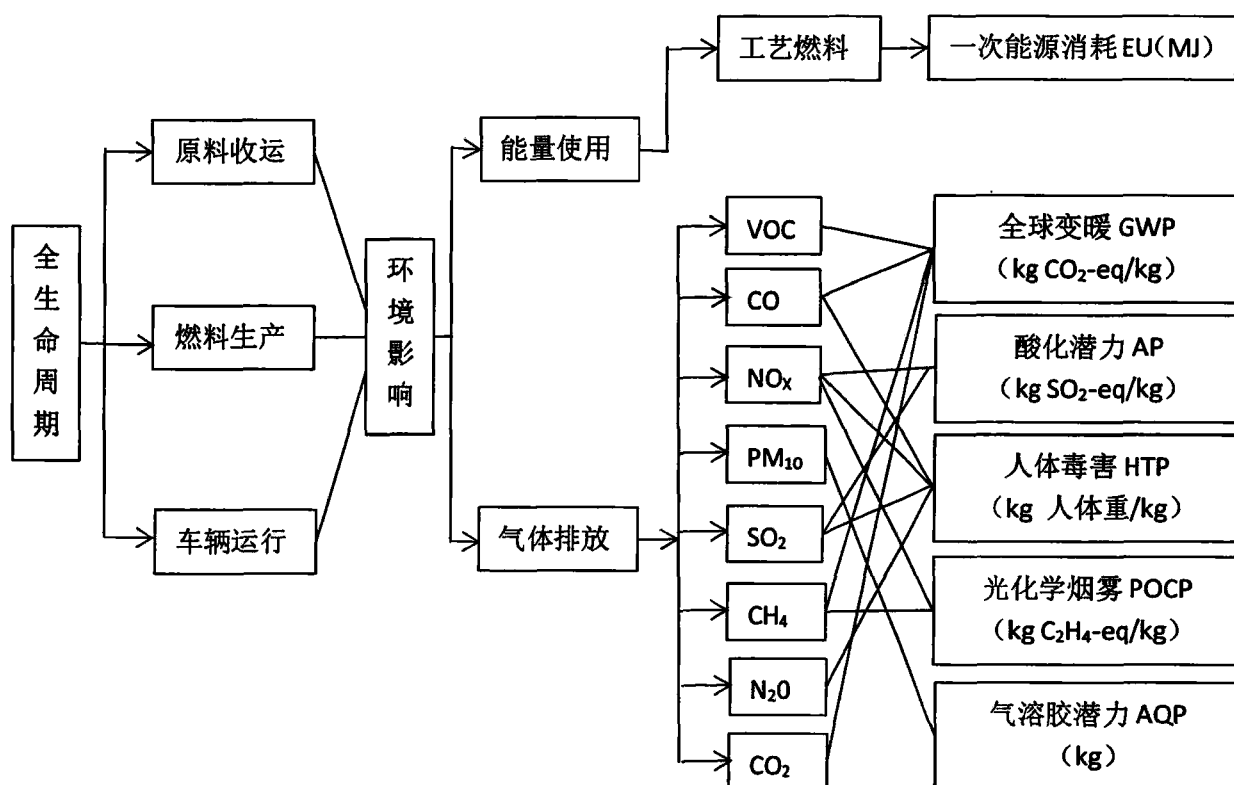 全生命周期
原料收运
燃料生产
车辆运行
环境影响
能量使用
气体排放
工艺燃料
一次能源消耗 EU(MJ)
VOC
CO
NOₓ
PM₁₀
SO₂
CH₄
N₂0
CO₂
全球变暖 GWP
（kg CO₂-eq/kg）
酸化潜力 AP
（kg SO₂-eq/kg）
人体毒害 HTP
（kg 人体重/kg）
光化学烟雾 POCP
（kg C₂H₄-eq/kg）
气溶胶潜力 AQP
（kg）